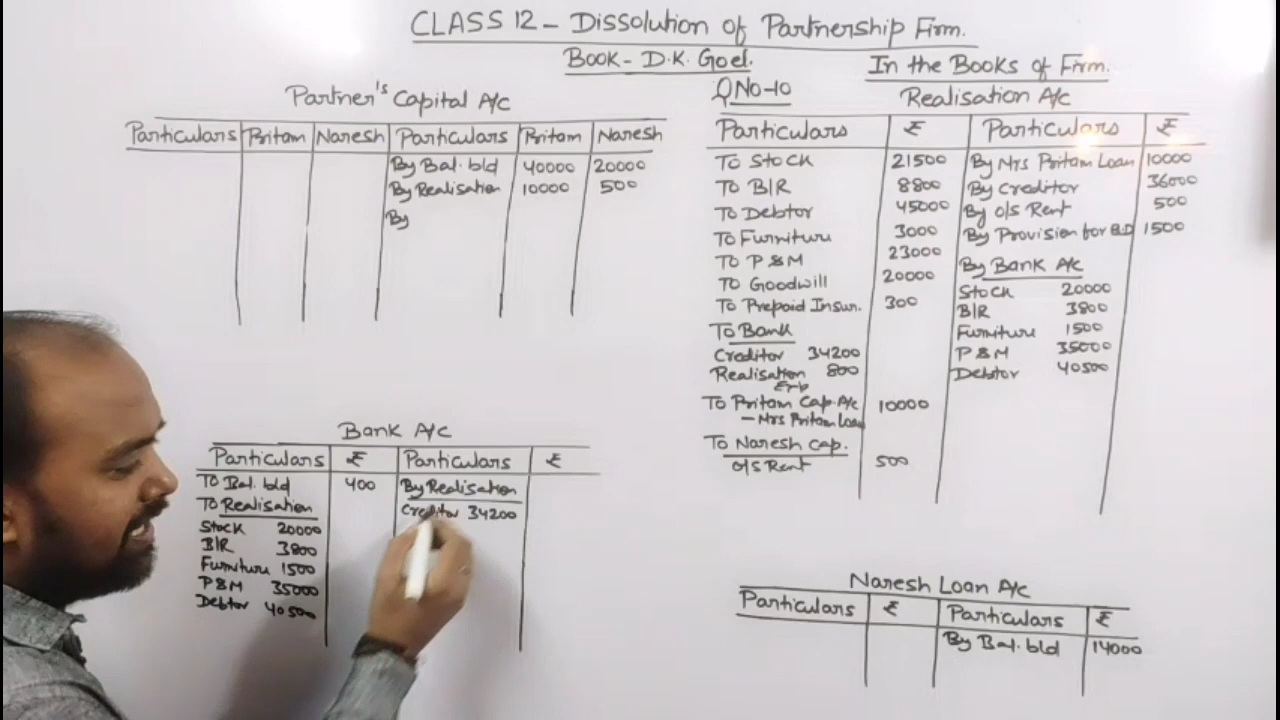 CLASS 12 - Dissolution of Partnership Firm.
Book - D.K. Goel.
In the Books of Firm.
Partner's Capital A/c
Particulars Pritam Naresh Particulars Pritam Naresh
By Bal. bld 40000 20000
By Realisation 10000 500
By
QNo-10
Realisation A/c
Particulars ₹ Particulars ₹
To Stock 21500 By Mrs Pritam Loan 10000
To B/R 8800 By Creditor 36000
To Debtor 45000 By O/s Rent 500
To Furniture 3000 By Provision for B.D 1500
To P&M 23000 By Bank A/c
To Goodwill 20000 Stock 20000
To Prepaid Insur. 300 B/R 3800
To Bank Furniture 1500
Creditor 34200 P&M 35000
Realisation 800 Debtor 40500
Exp
To Pritam Cap. A/c 10000
- Mrs Pritam Loan
To Naresh Cap.
O/s Rent 500
Bank A/c
Particulars ₹ Particulars ₹
To Bal. bld 400 By Realisation
To Realisation Creditor 34200
Stock 20000
B/R 3800
Furniture 1500
P&M 35000
Debtor 40500
Naresh Loan A/c
Particulars ₹ Particulars ₹
By Bal. bld 14000